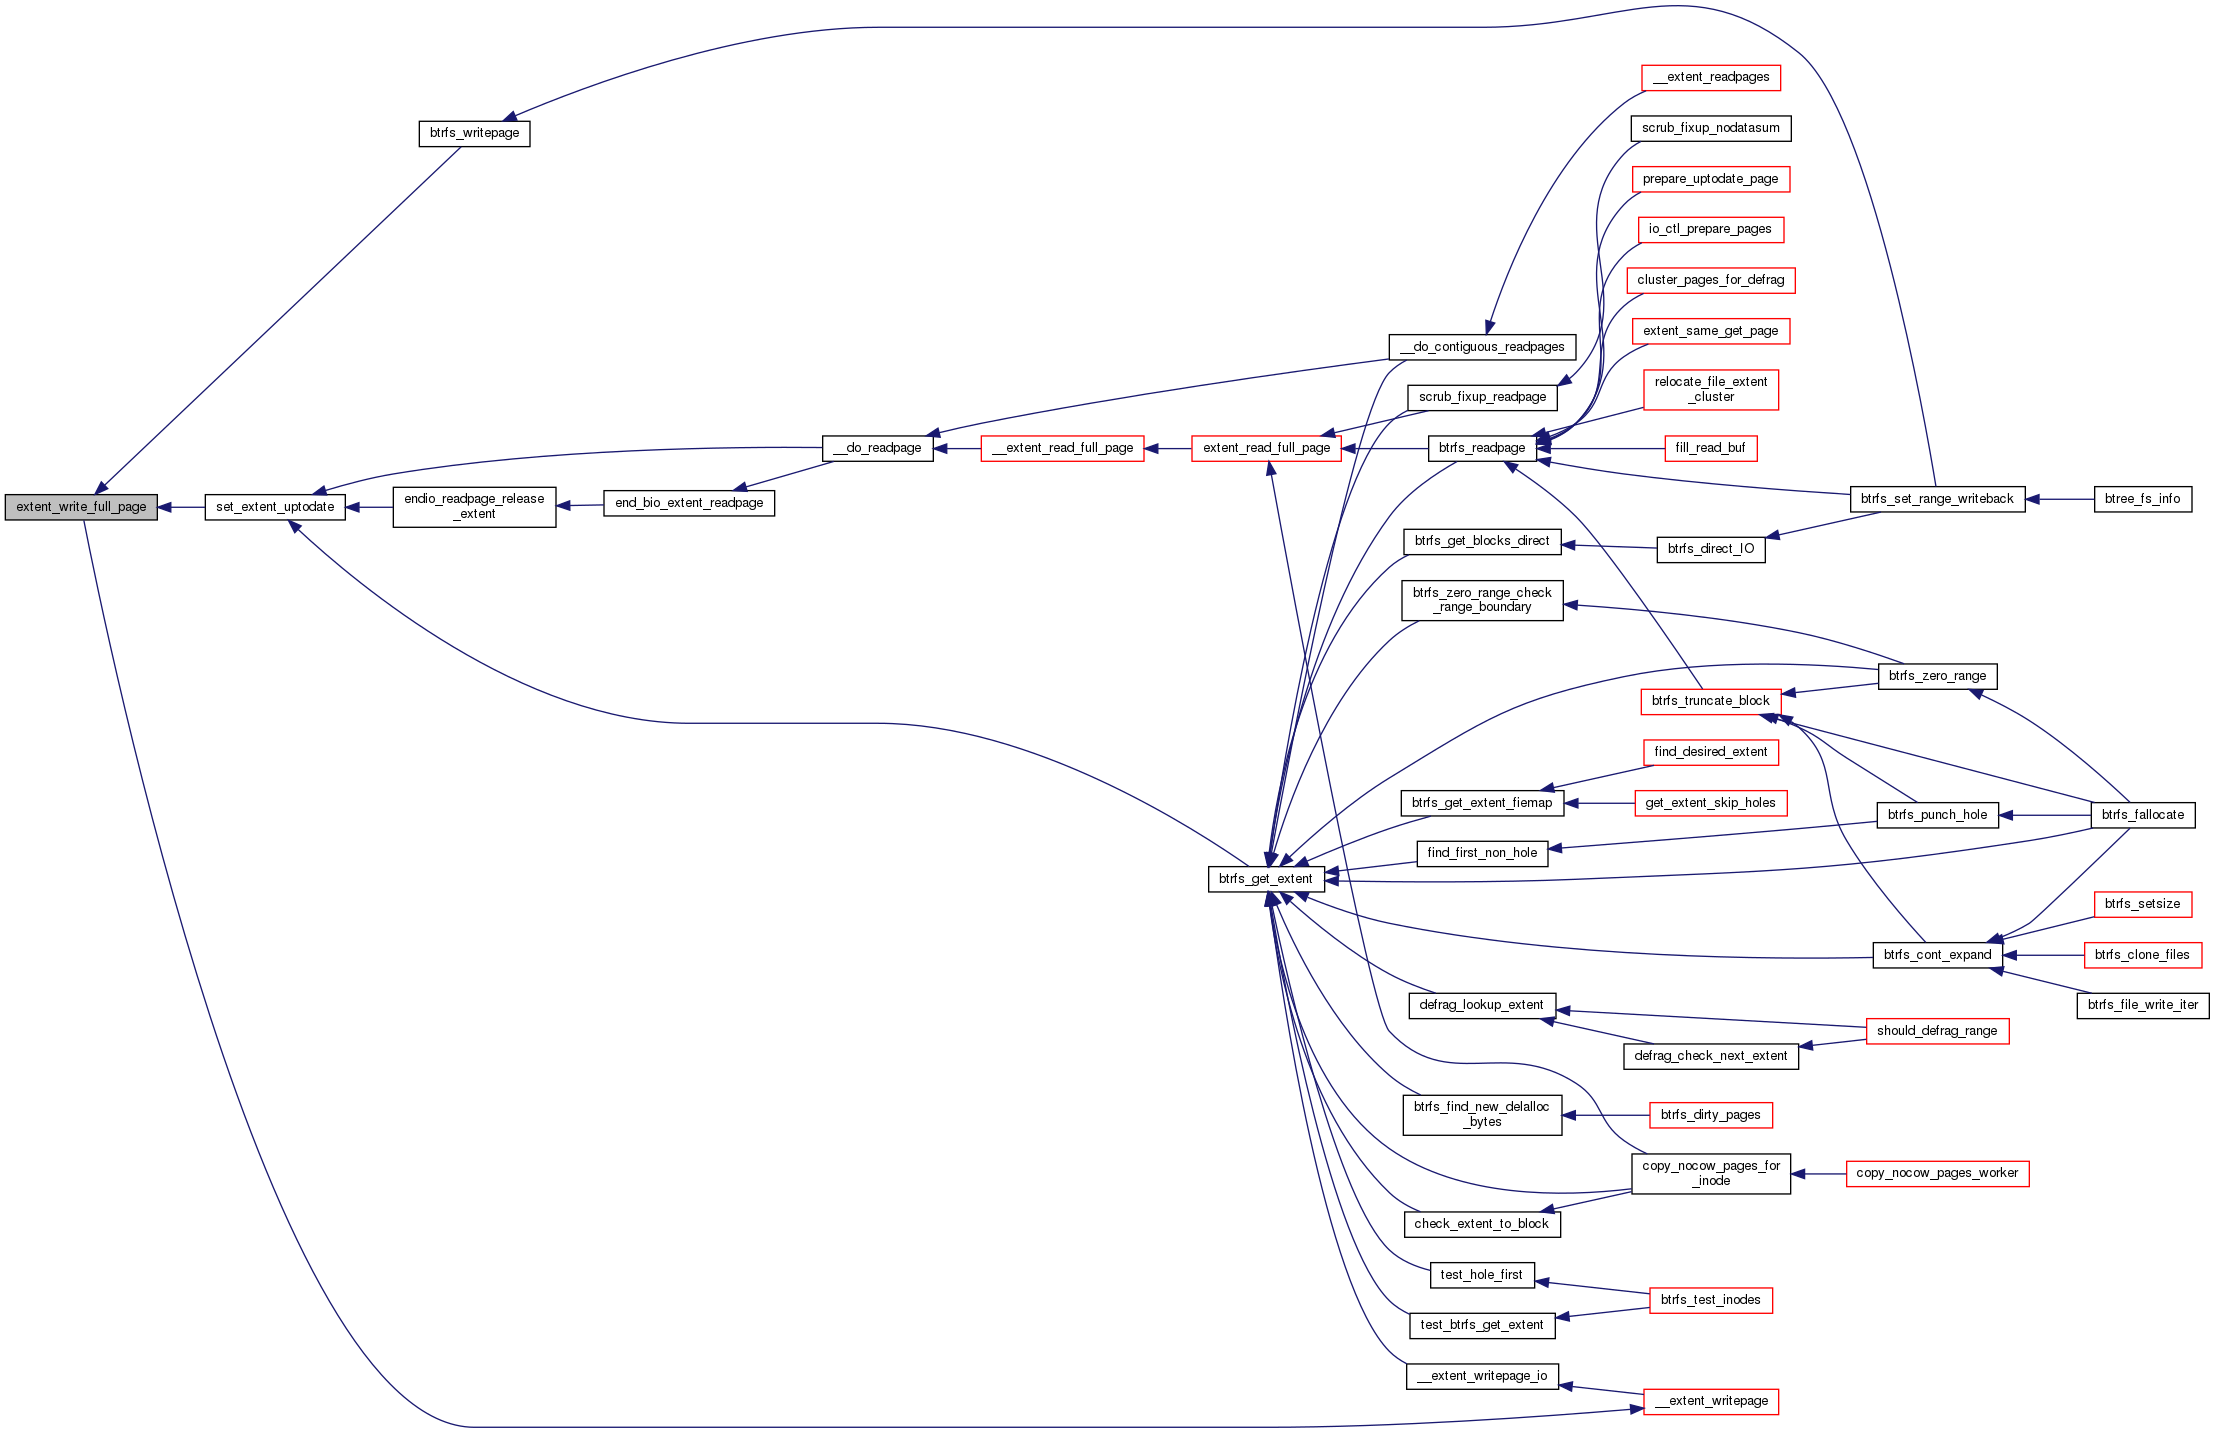 __extent_readpages
scrub_fixup_nodatasum
btrfs_writepage
prepare_uptodate_page
io_ctl_prepare_pages
cluster_pages_for_defrag
extent_same_get_page
__do_contiguous_readpages
relocate_file_extent
_cluster
scrub_fixup_readpage
__do_readpage
__extent_read_full_page
extent_read_full_page
btrfs_readpage
fill_read_buf
extent_write_full_page
set_extent_uptodate
endio_readpage_release
_extent
end_bio_extent_readpage
btrfs_set_range_writeback
btree_fs_info
btrfs_get_blocks_direct
btrfs_direct_IO
btrfs_zero_range_check
_range_boundary
btrfs_zero_range
btrfs_truncate_block
find_desired_extent
btrfs_get_extent_fiemap
get_extent_skip_holes
btrfs_punch_hole
btrfs_fallocate
find_first_non_hole
btrfs_get_extent
btrfs_setsize
btrfs_cont_expand
btrfs_clone_files
defrag_lookup_extent
btrfs_file_write_iter
should_defrag_range
defrag_check_next_extent
btrfs_find_new_delalloc
_bytes
btrfs_dirty_pages
copy_nocow_pages_for
_inode
copy_nocow_pages_worker
check_extent_to_block
test_hole_first
btrfs_test_inodes
test_btrfs_get_extent
__extent_writepage_io
__extent_writepage